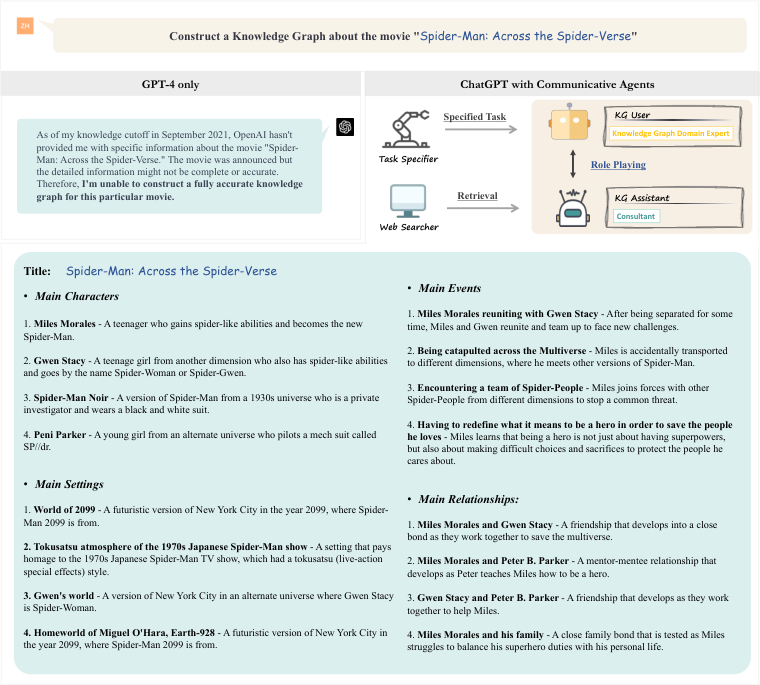 ZH
Construct a Knowledge Graph about the movie "Spider-Man: Across the Spider-Verse"
GPT-4 only
As of my knowledge cutoff in September 2021, OpenAI hasn't
provided me with specific information about the movie "Spider-
Man: Across the Spider-Verse." The movie was announced but
the detailed information might not be complete or accurate.
Therefore, I'm unable to construct a fully accurate knowledge
graph for this particular movie.
ChatGPT with Communicative Agents
Task Specifier
Specified Task
Web Searcher
Retrieval
KG User
Knowledge Graph Domain Expert
Role Playing
KG Assistant
Consultant
Title: Spider-Man: Across the Spider-Verse
• Main Characters
1. Miles Morales - A teenager who gains spider-like abilities and becomes the new
Spider-Man.
2. Gwen Stacy - A teenage girl from another dimension who also has spider-like abilities
and goes by the name Spider-Woman or Spider-Gwen.
3. Spider-Man Noir - A version of Spider-Man from a 1930s universe who is a private
investigator and wears a black and white suit.
4. Peni Parker - A young girl from an alternate universe who pilots a mech suit called
SP//dr.
• Main Settings
1. World of 2099 - A futuristic version of New York City in the year 2099, where Spider-
Man 2099 is from.
2. Tokusatsu atmosphere of the 1970s Japanese Spider-Man show - A setting that pays
homage to the 1970s Japanese Spider-Man TV show, which had a tokusatsu (live-action
special effects) style.
3. Gwen's world - A version of New York City in an alternate universe where Gwen Stacy
is Spider-Woman.
4. Homeworld of Miguel O'Hara, Earth-928 - A futuristic version of New York City in
the year 2099, where Spider-Man 2099 is from.
• Main Events
1. Miles Morales reuniting with Gwen Stacy - After being separated for some
time, Miles and Gwen reunite and team up to face new challenges.
2. Being catapulted across the Multiverse - Miles is accidentally transported
to different dimensions, where he meets other versions of Spider-Man.
3. Encountering a team of Spider-People - Miles joins forces with other
Spider-People from different dimensions to stop a common threat.
4. Having to redefine what it means to be a hero in order to save the people
he loves - Miles learns that being a hero is not just about having superpowers,
but also about making difficult choices and sacrifices to protect the people he
cares about.
• Main Relationships:
1. Miles Morales and Gwen Stacy - A friendship that develops into a close
bond as they work together to save the multiverse.
2. Miles Morales and Peter B. Parker - A mentor-mentee relationship that
develops as Peter teaches Miles how to be a hero.
3. Gwen Stacy and Peter B. Parker - A friendship that develops as they work
together to help Miles.
4. Miles Morales and his family - A close family bond that is tested as Miles
struggles to balance his superhero duties with his personal life.